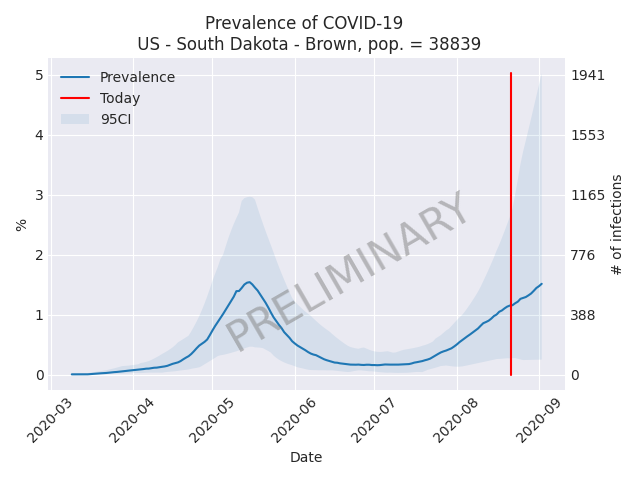 Prevalence of COVID-19
US - South Dakota - Brown, pop. = 38839
Prevalence
Today
95CI
PRELIMINARY
%
5
4
3
2
1
0
1941
1553
1165
776
388
0
# of infections
2020-03
2020-04
2020-05
2020-06
2020-07
2020-08
2020-09
Date